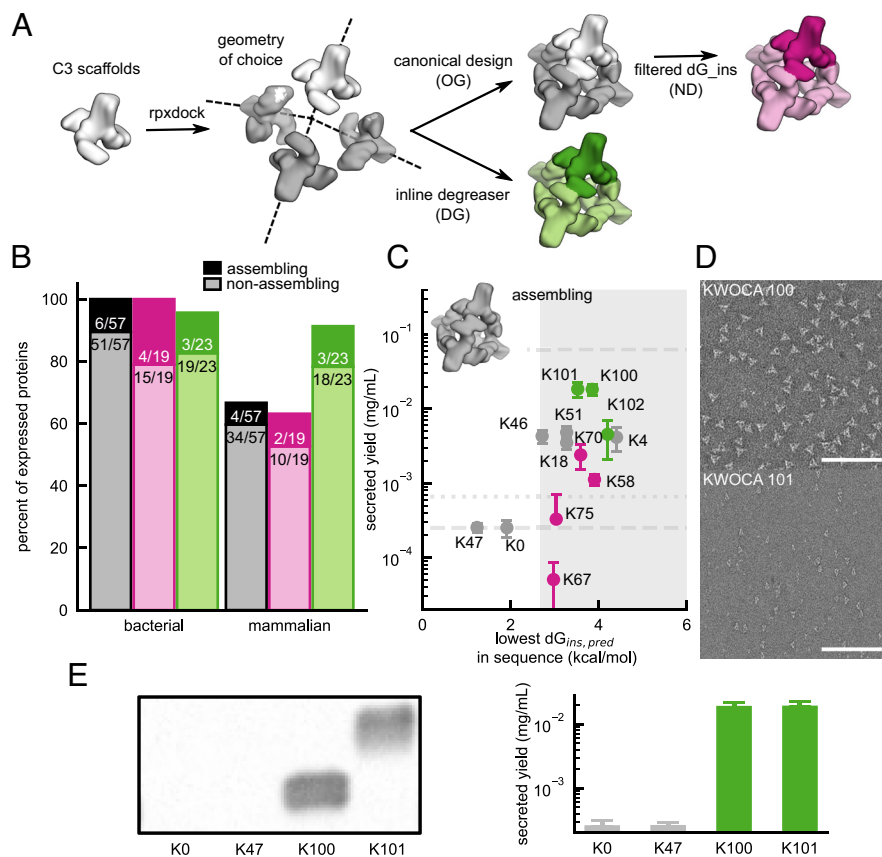 A
C3 scaffolds
rpxdock
geometry
of choice
canonical design
(OG)
filtered dG_ins
(ND)
inline degreaser
(DG)
B
assembling
non-assembling
percent of expressed proteins
100
80
60
40
20
0
6/57
51/57
4/19
15/19
3/23
19/23
4/57
34/57
2/19
10/19
3/23
18/23
bacterial
mammalian
C
assembling
secreted yield (mg/mL)
10⁻¹
10⁻²
10⁻³
10⁻⁴
K101
K100
K102
K51
K46
K70
K4
K18
K58
K75
K47
K0
K67
0
2
4
6
lowest dG_ins,pred
in sequence (kcal/mol)
D
KWOCA 100
KWOCA 101
E
K0
K47
K100
K101
secreted yield (mg/mL)
10⁻²
10⁻³
K0
K47
K100
K101